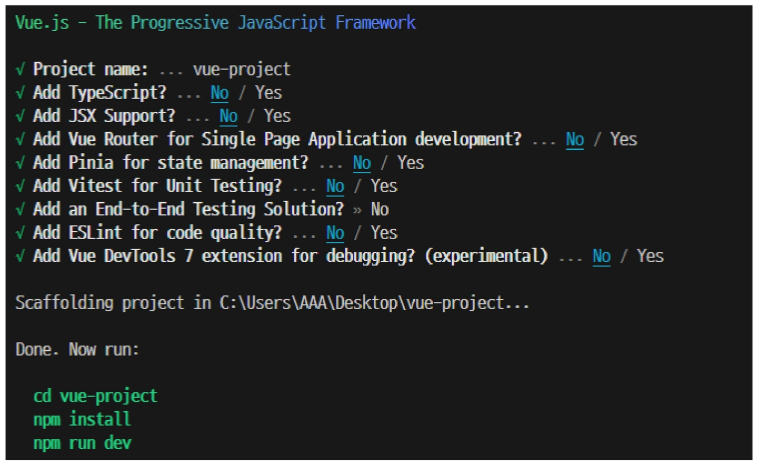 Vue.js - The Progressive JavaScript Framework
√ Project name: ... vue-project
√ Add TypeScript? ... No / Yes
√ Add JSX Support? ... No / Yes
√ Add Vue Router for Single Page Application development? ... No / Yes
√ Add Pinia for state management? ... No / Yes
√ Add Vitest for Unit Testing? ... No / Yes
√ Add an End-to-End Testing Solution? » No
√ Add ESLint for code quality? ... No / Yes
√ Add Vue DevTools 7 extension for debugging? (experimental) ... No / Yes
Scaffolding project in C:\Users\AAA\Desktop\vue-project...
Done. Now run:
cd vue-project
npm install
npm run dev